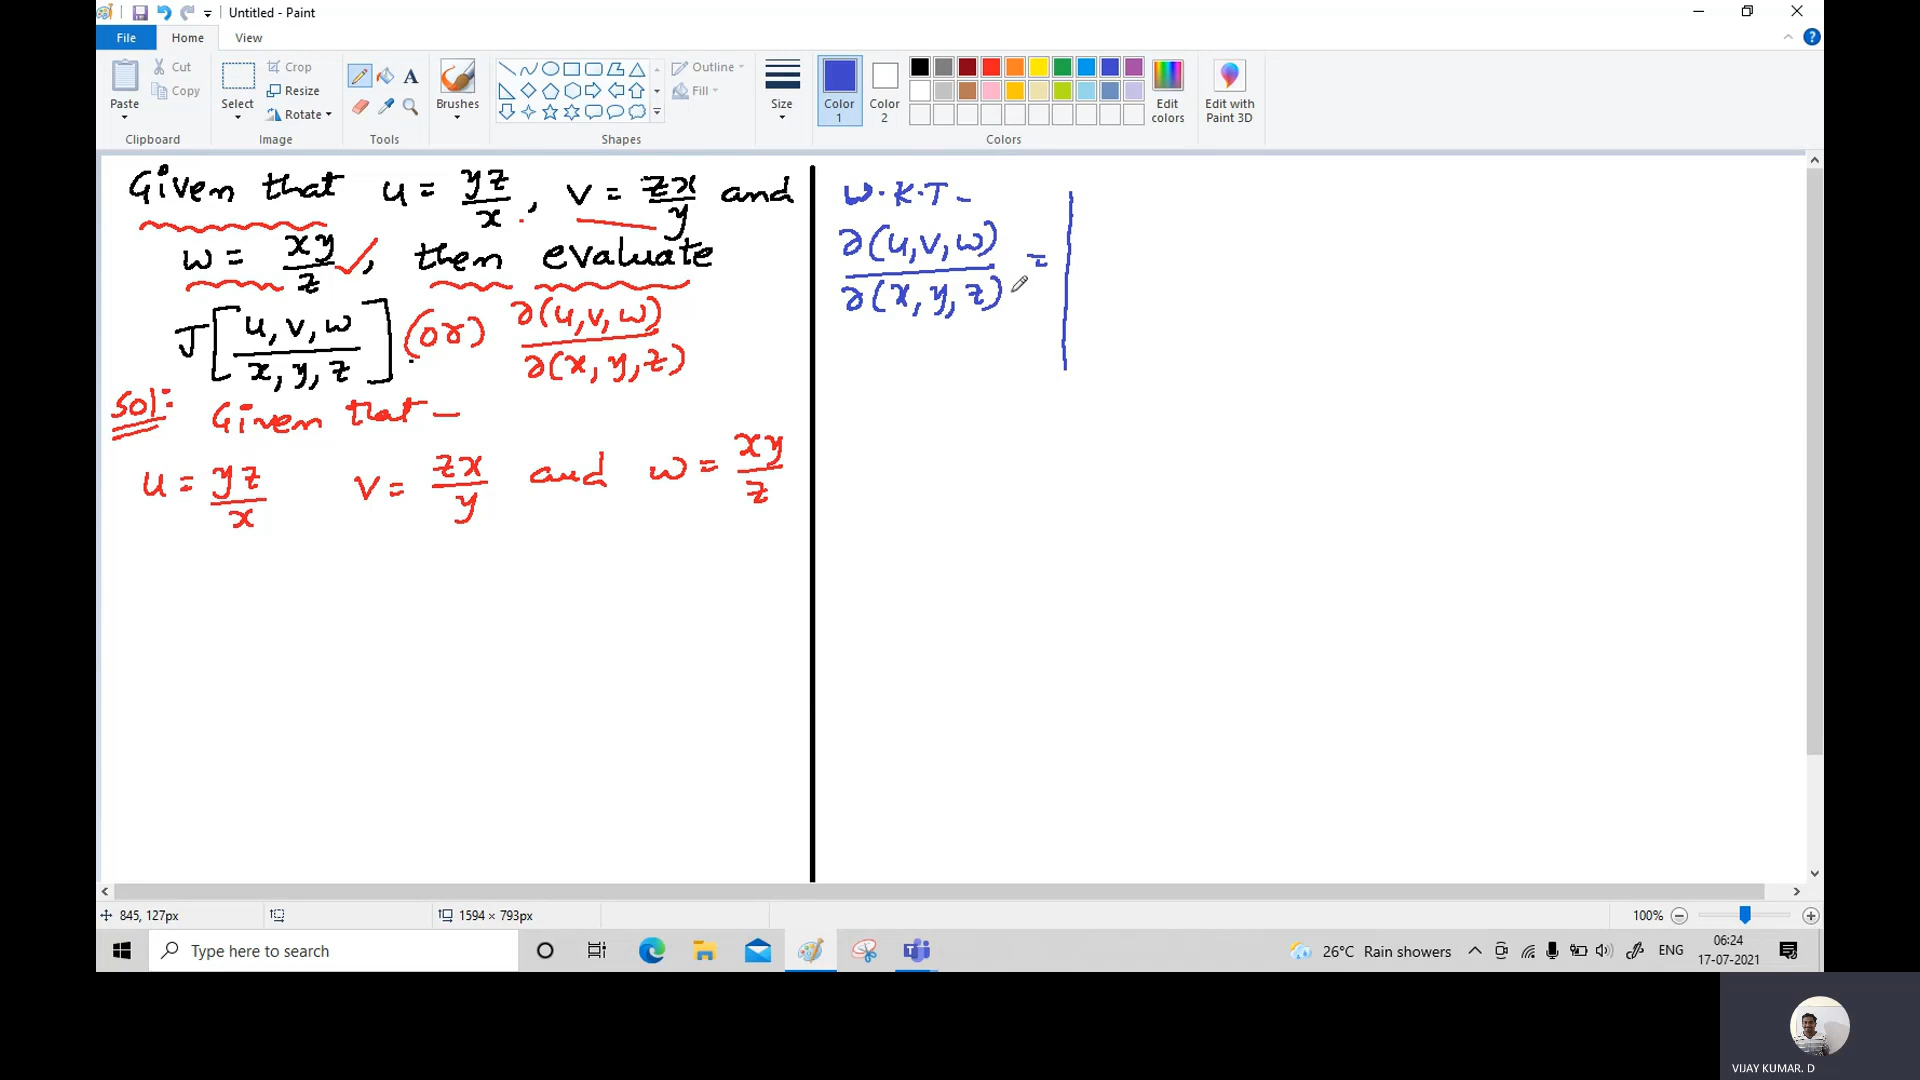 Untitled - Paint
File Home View
Paste Cut Copy Select Crop Resize Rotate Brushes Outline Fill Size Color 1 Color 2 Edit colors Edit with Paint 3D
Clipboard Image Tools Shapes Colors
Given that u = yz/x, v = zx/y and
w = xy/z, then evaluate
J[u, v, w / x, y, z] (or) ∂(u,v,w)/∂(x, y, z)
Sol: Given that -
u = yz/x v = zx/y and w = xy/z
W.K.T -
∂(u,v,w)/∂(x, y, z) =
845, 127px 1594 × 793px 100%
Type here to search 26°C Rain showers ENG 06:24
17-07-2021
VIJAY KUMAR. D